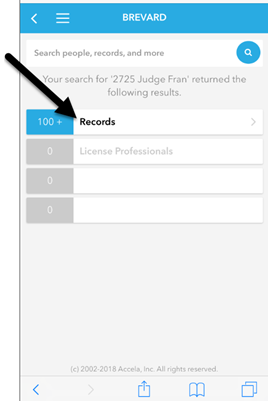 BREVARD
Search people, records, and more
Your search for '2725 Judge Fran' returned the
following results.
100 + Records
0 License Professionals
0
0
(c) 2002-2018 Accela, Inc. All rights reserved.